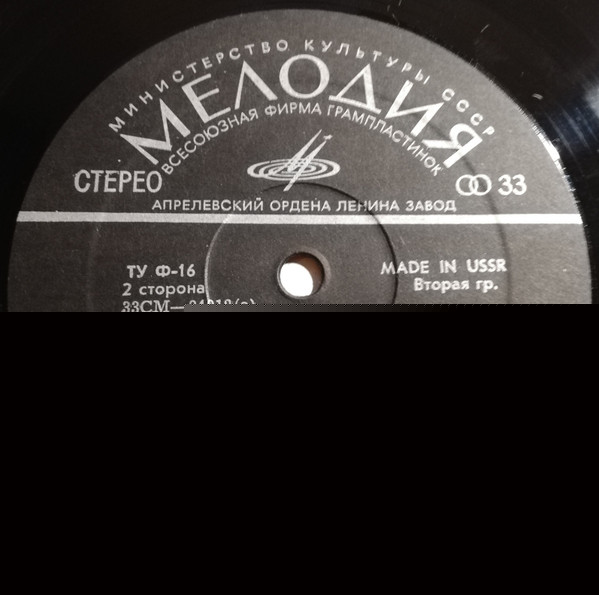 МИНИСТЕРСТВО КУЛЬТУРЫ СССР
МЕЛОДИЯ
ВСЕСОЮЗНАЯ ФИРМА ГРАМПЛАСТИНОК
СТЕРЕО
33
АПРЕЛЕВСКИЙ ОРДЕНА ЛЕНИНА ЗАВОД
ТУ Ф-16
MADE IN USSR
2 сторона
Вторая гр.
33СМ—